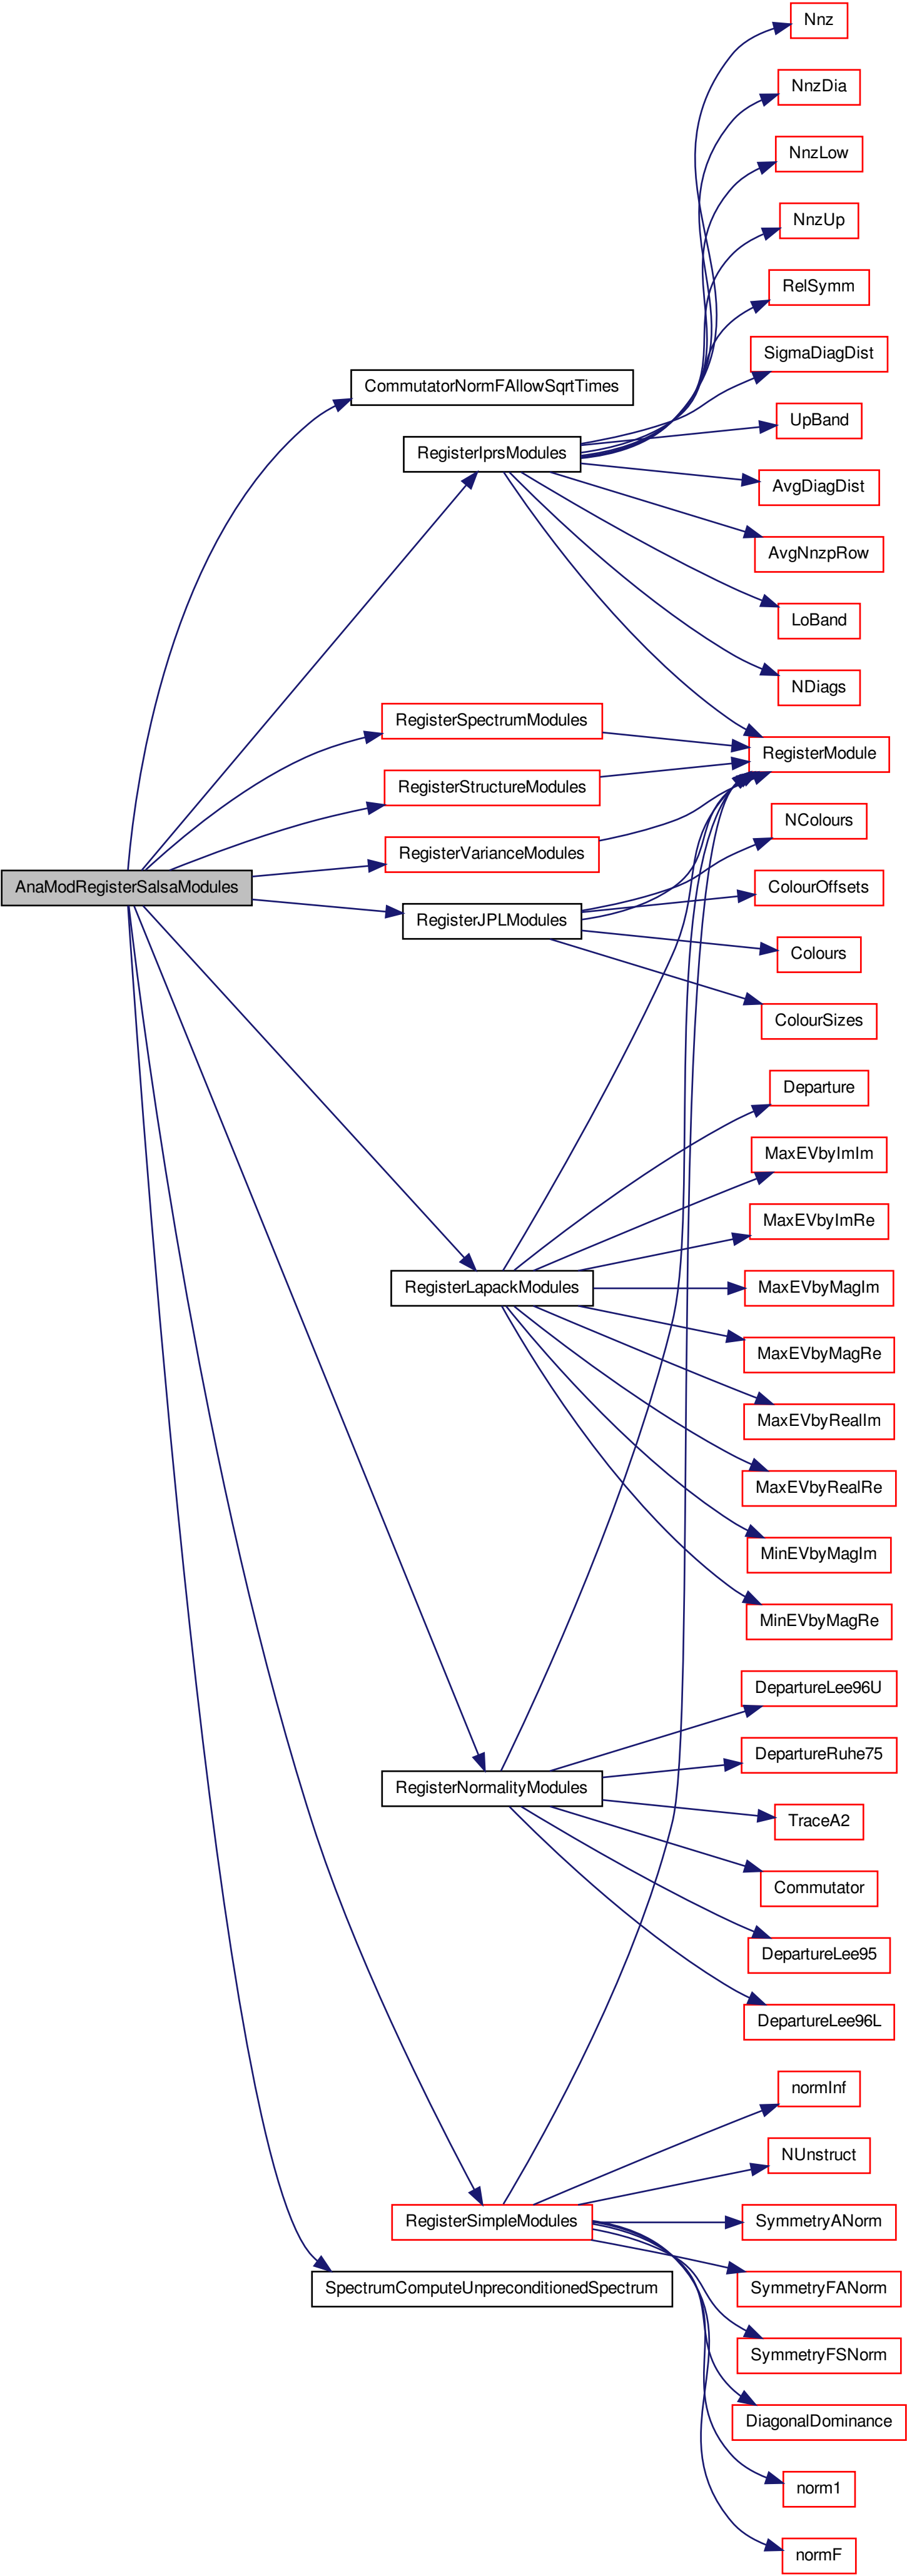 Nnz
NnzDia
NnzLow
NnzUp
RelSymm
SigmaDiagDist
CommutatorNormFAllowSqrtTimes
UpBand
RegisterIprsModules
AvgDiagDist
AvgNnzpRow
LoBand
NDiags
RegisterSpectrumModules
RegisterModule
RegisterStructureModules
NColours
RegisterVarianceModules
AnaModRegisterSalsaModules
ColourOffsets
RegisterJPLModules
Colours
ColourSizes
Departure
MaxEVbyImIm
MaxEVbyImRe
RegisterLapackModules
MaxEVbyMagIm
MaxEVbyMagRe
MaxEVbyRealIm
MaxEVbyRealRe
MinEVbyMagIm
MinEVbyMagRe
DepartureLee96U
DepartureRuhe75
RegisterNormalityModules
TraceA2
Commutator
DepartureLee95
DepartureLee96L
normInf
NUnstruct
RegisterSimpleModules
SymmetryANorm
SpectrumComputeUnpreconditionedSpectrum
SymmetryFANorm
SymmetryFSNorm
DiagonalDominance
norm1
normF